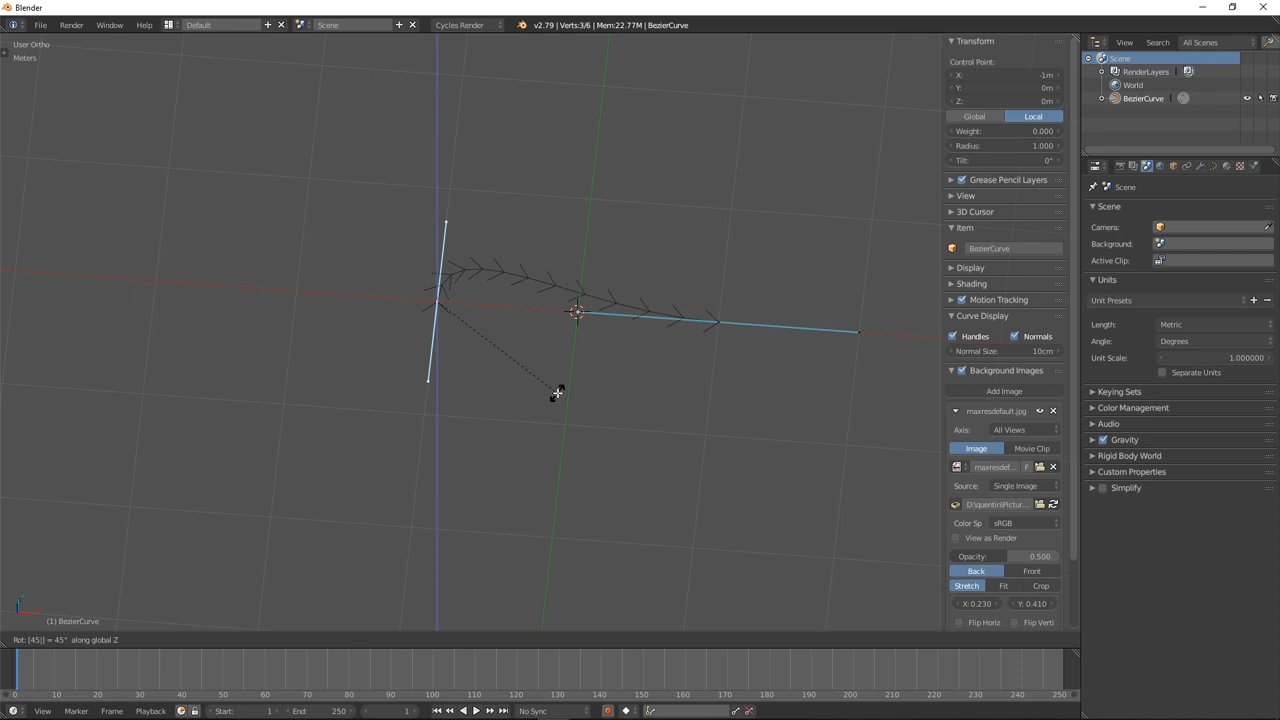 Blender
File Render Window Help Default Scene Cycles Render v2.79 | Verts:3/6 | Mem:22.77M | BezierCurve
User Ortho
Meters
(1) BezierCurve
Rot: [45|] = 45° along global Z
Transform
Control Point:
X: -1m
Y: 0m
Z: 0m
Global Local
Weight: 0.000
Radius: 1.000
Tilt: 0°
Grease Pencil Layers
View
3D Cursor
Item
BezierCurve
Display
Shading
Motion Tracking
Curve Display
Handles Normals
Normal Size: 10cm
Background Images
Add Image
maxresdefault.jpg
Axis: All Views
Image Movie Clip
maxresdef... F
Source: Single Image
D:\quentin\Pictur...
Color Sp sRGB
View as Render
Opacity: 0.500
Back Front
Stretch Fit Crop
X:0.230 Y: 0.410
Flip Horiz Flip Verti
View Search All Scenes
Scene
RenderLayers |
World
BezierCurve |
Scene
Scene
Camera:
Background:
Active Clip:
Units
Unit Presets
Length: Metric
Angle: Degrees
Unit Scale: 1.000000
Separate Units
Keying Sets
Color Management
Audio
Gravity
Rigid Body World
Custom Properties
Simplify
0 10 20 30 40 50 60 70 80 90 100 110 120 130 140 150 160 170 180 190 200 210 220 230 240 250
View Marker Frame Playback Start: 1 End: 250 1 No Sync